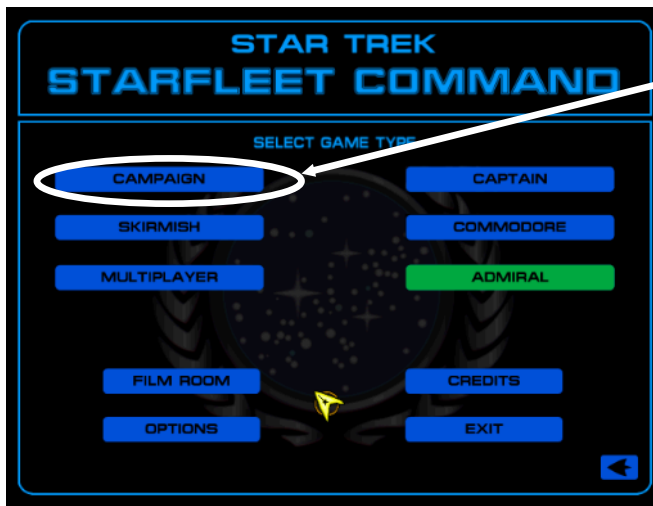 STAR TREK
STARFLEET COMMAND
SELECT GAME TYPE
CAMPAIGN
CAPTAIN
SKIRMISH
COMMODORE
MULTIPLAYER
ADMIRAL
FILM ROOM
CREDITS
OPTIONS
EXIT